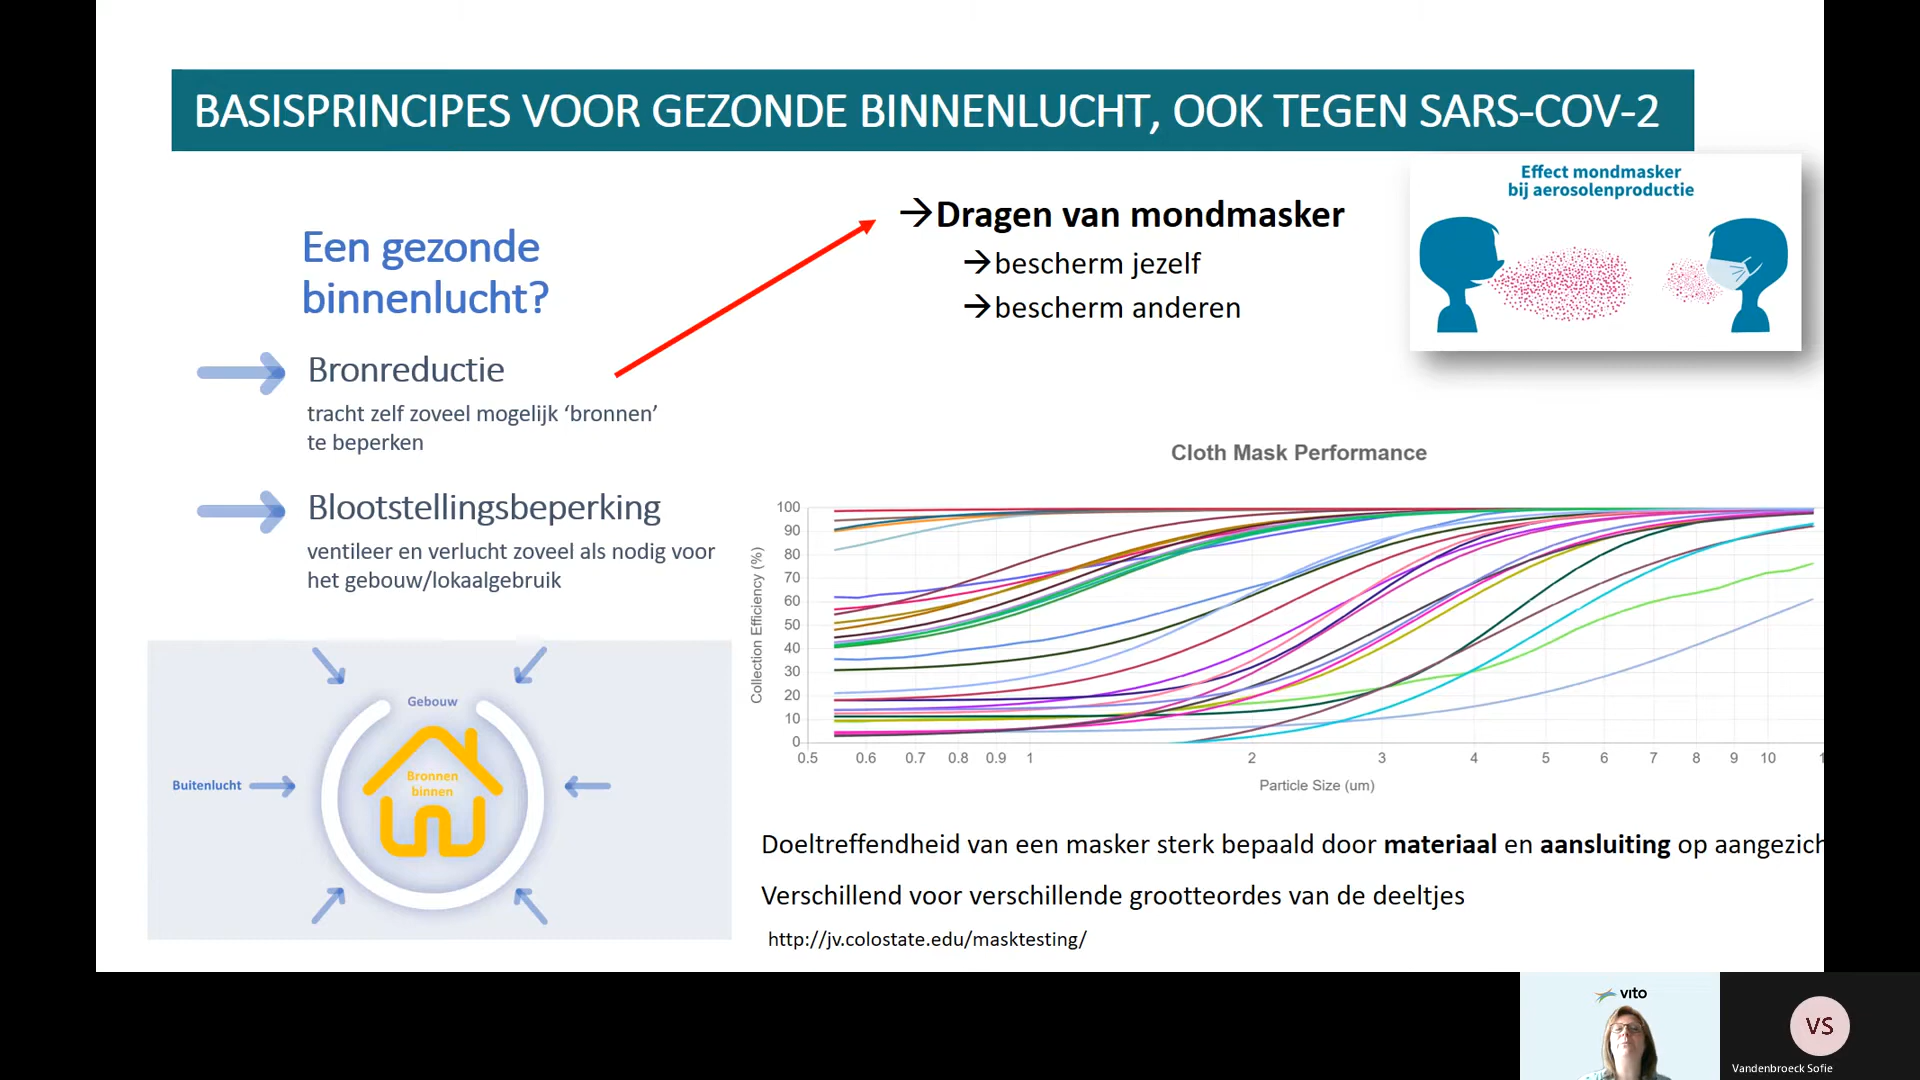 BASISPRINCIPES VOOR GEZONDE BINNENLUCHT, OOK TEGEN SARS-COV-2
Een gezonde
binnenlucht?
Bronreductie
tracht zelf zoveel mogelijk ‘bronnen’
te beperken
Blootstellingsbeperking
ventileer en verlucht zoveel als nodig voor
het gebouw/lokaalgebruik
Gebouw
Bronnen
binnen
Buitenlucht
→Dragen van mondmasker
→bescherm jezelf
→bescherm anderen
Effect mondmasker
bij aerosolenproductie
Cloth Mask Performance
Collection Efficiency (%)
100
90
80
70
60
50
40
30
20
10
0
0.5 0.6 0.7 0.8 0.9 1 2 3 4 5 6 7 8 9 10 1
Particle Size (um)
Doeltreffendheid van een masker sterk bepaald door materiaal en aansluiting op aangezich
Verschillend voor verschillende grootteordes van de deeltjes
http://jv.colostate.edu/masktesting/
vito
VS
Vandenbroeck Sofie